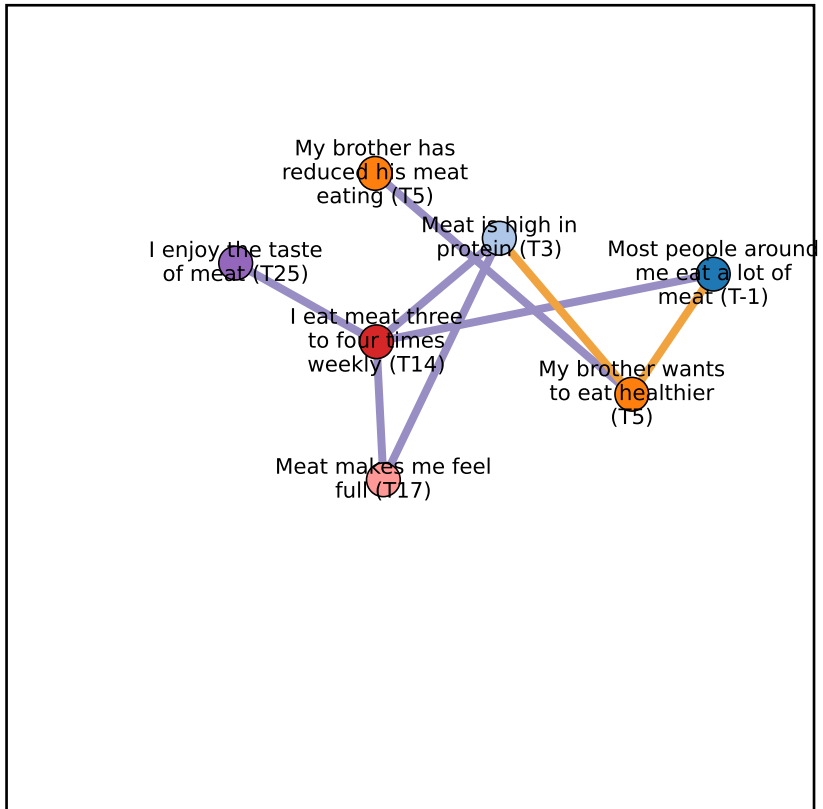 My brother has
reduced his meat
eating (T5)
Meat is high in
protein (T3)
I enjoy the taste
of meat (T25)
Most people around
me eat a lot of
meat (T-1)
I eat meat three
to four times
weekly (T14)
My brother wants
to eat healthier
(T5)
Meat makes me feel
full (T17)